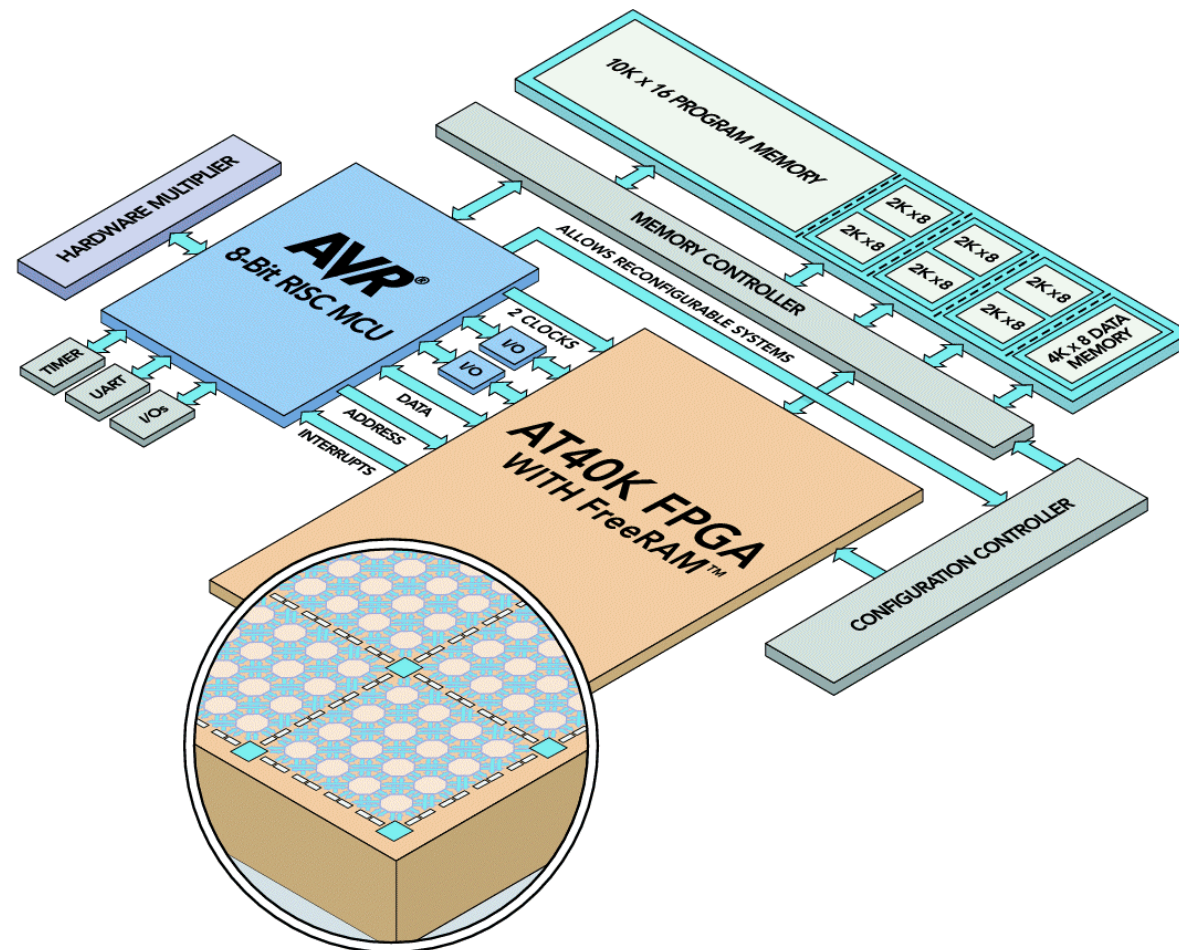 10K x 16 PROGRAM MEMORY
2K x 8
2K x 8
2K x 8
2K x 8
2K x 8
2K x 8
4K x 8 DATA
MEMORY
MEMORY CONTROLLER
HARDWARE MULTIPLIER
AVR®
8-Bit RISC MCU
ALLOWS RECONFIGURABLE SYSTEMS
2 CLOCKS
I/O
I/O
TIMER
UART
I/Os
DATA
ADDRESS
INTERRUPTS
AT40K FPGA
WITH FreeRAM™
CONFIGURATION CONTROLLER